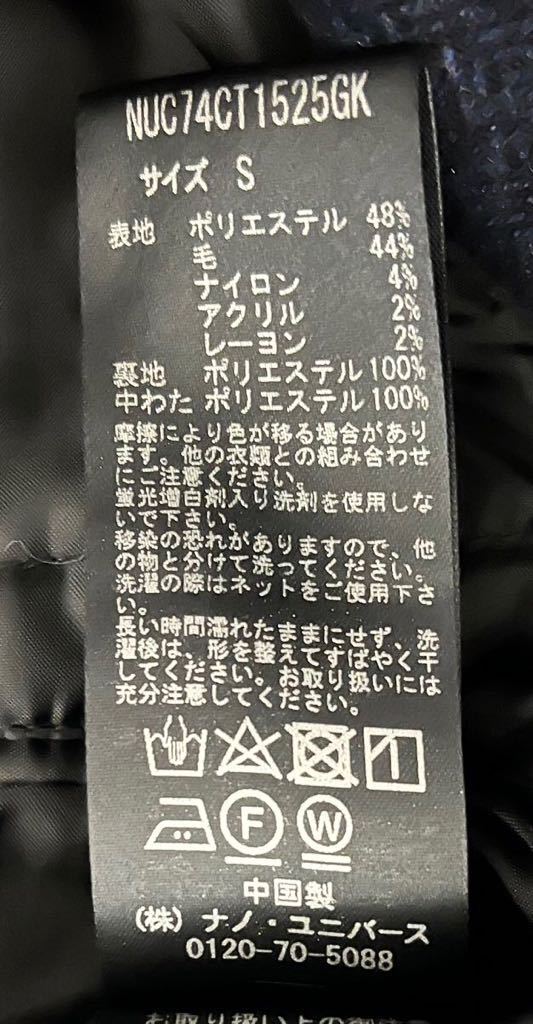 NUC74CT1525GK
サイズ S
表地 ポリエステル 48%
毛 44%
ナイロン 4%
アクリル 2%
レーヨン 2%
裏地 ポリエステル 100%
中わた ポリエステル 100%
摩擦により色が移る場合があり
ます。他の衣類との組み合わせ
にご注意ください。
蛍光増白剤入り洗剤を使用しな
いで下さい。
移染の恐れがありますので、他
の物と分けて洗ってください。
洗濯の際はネットをご使用下さ
い。
長い時間濡れたままにせず、洗
濯後は、形を整えてすばやく干
してください。お取り扱いには
充分注意してください。
F W
中国製
(株) ナノ・ユニバース
0120-70-5088